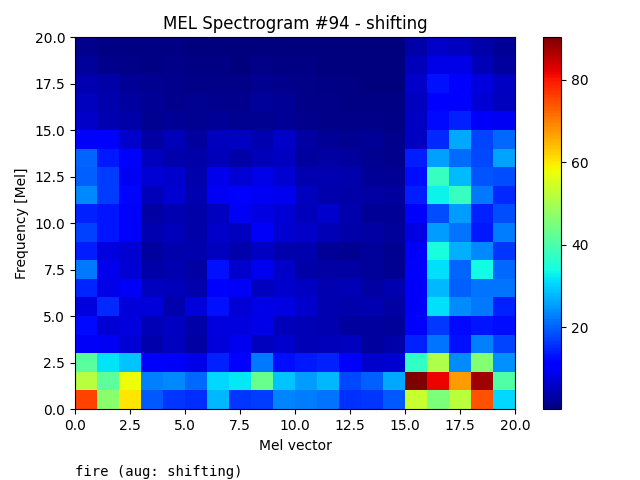 MEL Spectrogram #94 - shifting
20.0
17.5
15.0
12.5
10.0
7.5
5.0
2.5
0.0
Frequency [Mel]
0.0 2.5 5.0 7.5 10.0 12.5 15.0 17.5 20.0
Mel vector
80
60
40
20
fire (aug: shifting)